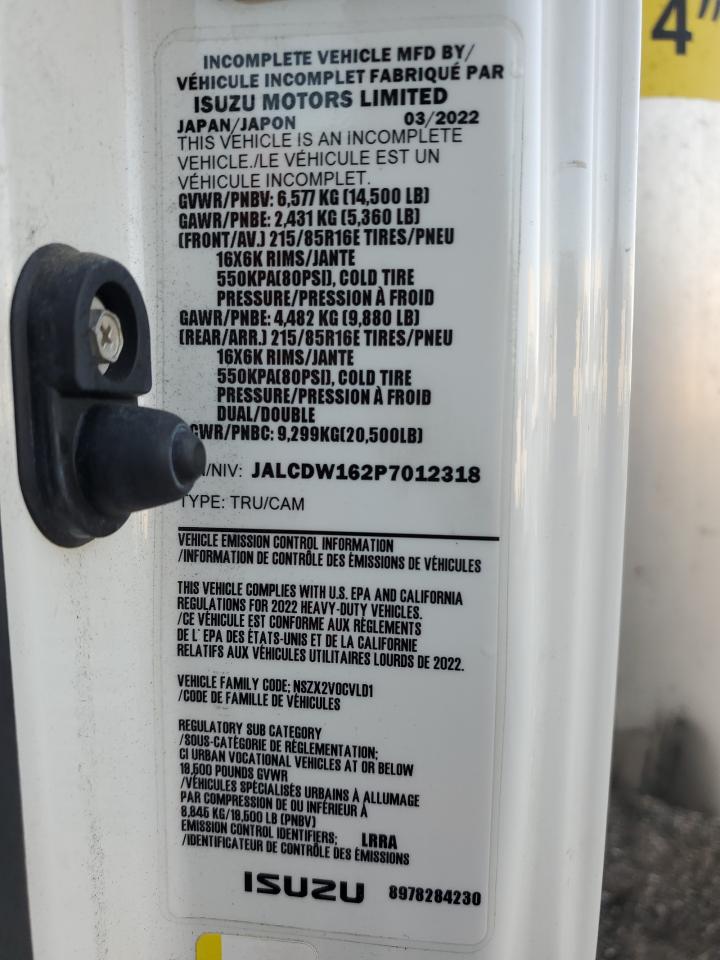 4"
INCOMPLETE VEHICLE MFD BY/
VÉHICULE INCOMPLET FABRIQUÉ PAR
ISUZU MOTORS LIMITED
JAPAN/JAPON 03/2022
THIS VEHICLE IS AN INCOMPLETE
VEHICLE./LE VÉHICULE EST UN
VÉHICULE INCOMPLET.
GVWR/PNBV: 6,577 KG (14,500 LB)
GAWR/PNBE: 2,431 KG (5,360 LB)
(FRONT/AV.) 215/85R16E TIRES/PNEU
16X6K RIMS/JANTE
550KPA(80PSI), COLD TIRE
PRESSURE/PRESSION À FROID
GAWR/PNBE: 4,482 KG (9,880 LB)
(REAR/ARR.) 215/85R16E TIRES/PNEU
16X6K RIMS/JANTE
550KPA(80PSI), COLD TIRE
PRESSURE/PRESSION À FROID
DUAL/DOUBLE
CWR/PNBC: 9,299KG(20,500LB)
/NIV: JALCDW162P7012318
TYPE: TRU/CAM
VEHICLE EMISSION CONTROL INFORMATION
/INFORMATION DE CONTRÔLE DES ÉMISSIONS DE VÉHICULES
THIS VEHICLE COMPLIES WITH U.S. EPA AND CALIFORNIA
REGULATIONS FOR 2022 HEAVY-DUTY VEHICLES.
/CE VÉHICULE EST CONFORME AUX RÈGLEMENTS
DE L' EPA DES ÉTATS-UNIS ET DE LA CALIFORNIE
RELATIFS AUX VÉHICULES UTILITAIRES LOURDS DE 2022.
VEHICLE FAMILY CODE; NSZX2VOCVLD1
/CODE DE FAMILLE DE VÉHICULES
REGULATORY SUB CATEGORY
/SOUS-CATÉGORIE DE RÉGLEMENTATION;
CI URBAN VOCATIONAL VEHICLES AT OR BELOW
19,500 POUNDS GVWR
/VÉHICULES SPÉCIALISÉS URBAINS À ALLUMAGE
PAR COMPRESSION DE OU INFÉRIEUR À
8,845 KG/19,500 LB (PNBV)
EMISSION CONTROL IDENTIFIERS; LRRA
/IDENTIFICATEUR DE CONTRÔLE DES ÉMISSIONS
ISUZU 8978284230